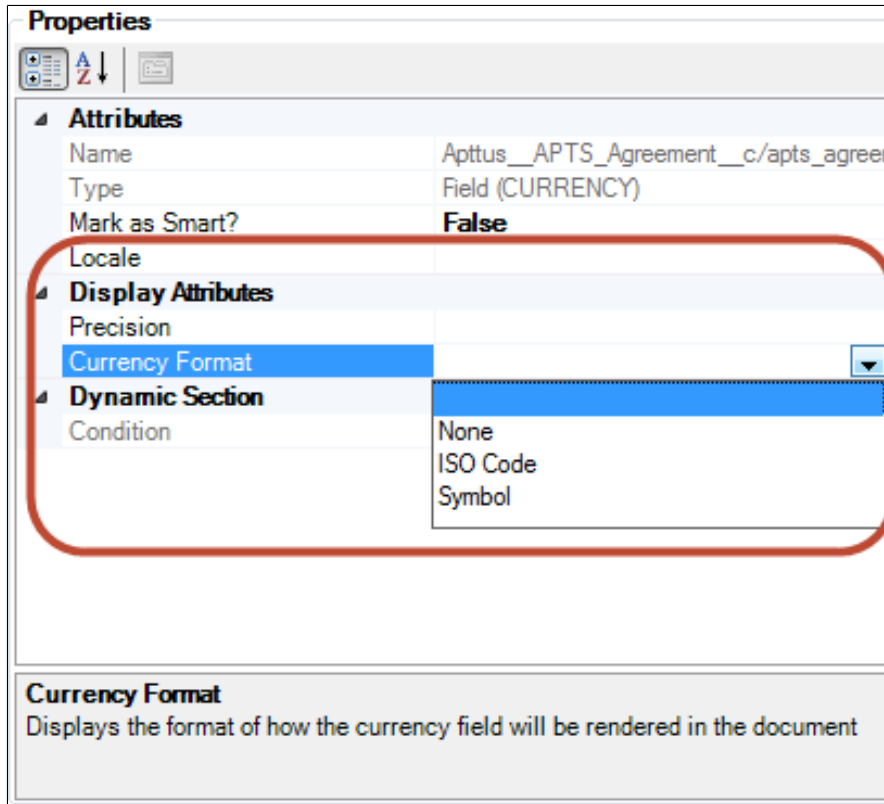 Properties
A
Z
Attributes
Name Apttus__APTS_Agreement__c/apts_agree
Type Field (CURRENCY)
Mark as Smart? False
Locale
Display Attributes
Precision
Currency Format
Dynamic Section
Condition None
ISO Code
Symbol
Currency Format
Displays the format of how the currency field will be rendered in the document